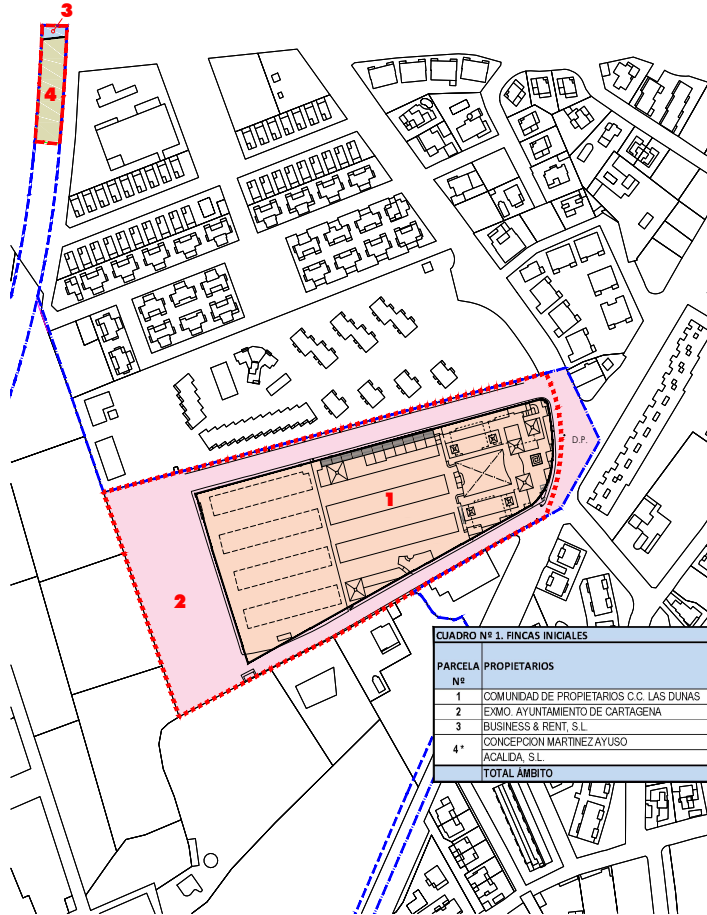 3
4
1
D.P.
2
CUADRO Nº 1. FINCAS INICIALES
PARCELA Nº PROPIETARIOS
1 COMUNIDAD DE PROPIETARIOS C.C. LAS DUNAS
2 EXMO. AYUNTAMIENTO DE CARTAGENA
3 BUSINESS & RENT, S.L.
4 * CONCEPCION MARTINEZ AYUSO
ACALIDA, S.L.
TOTAL ÁMBITO